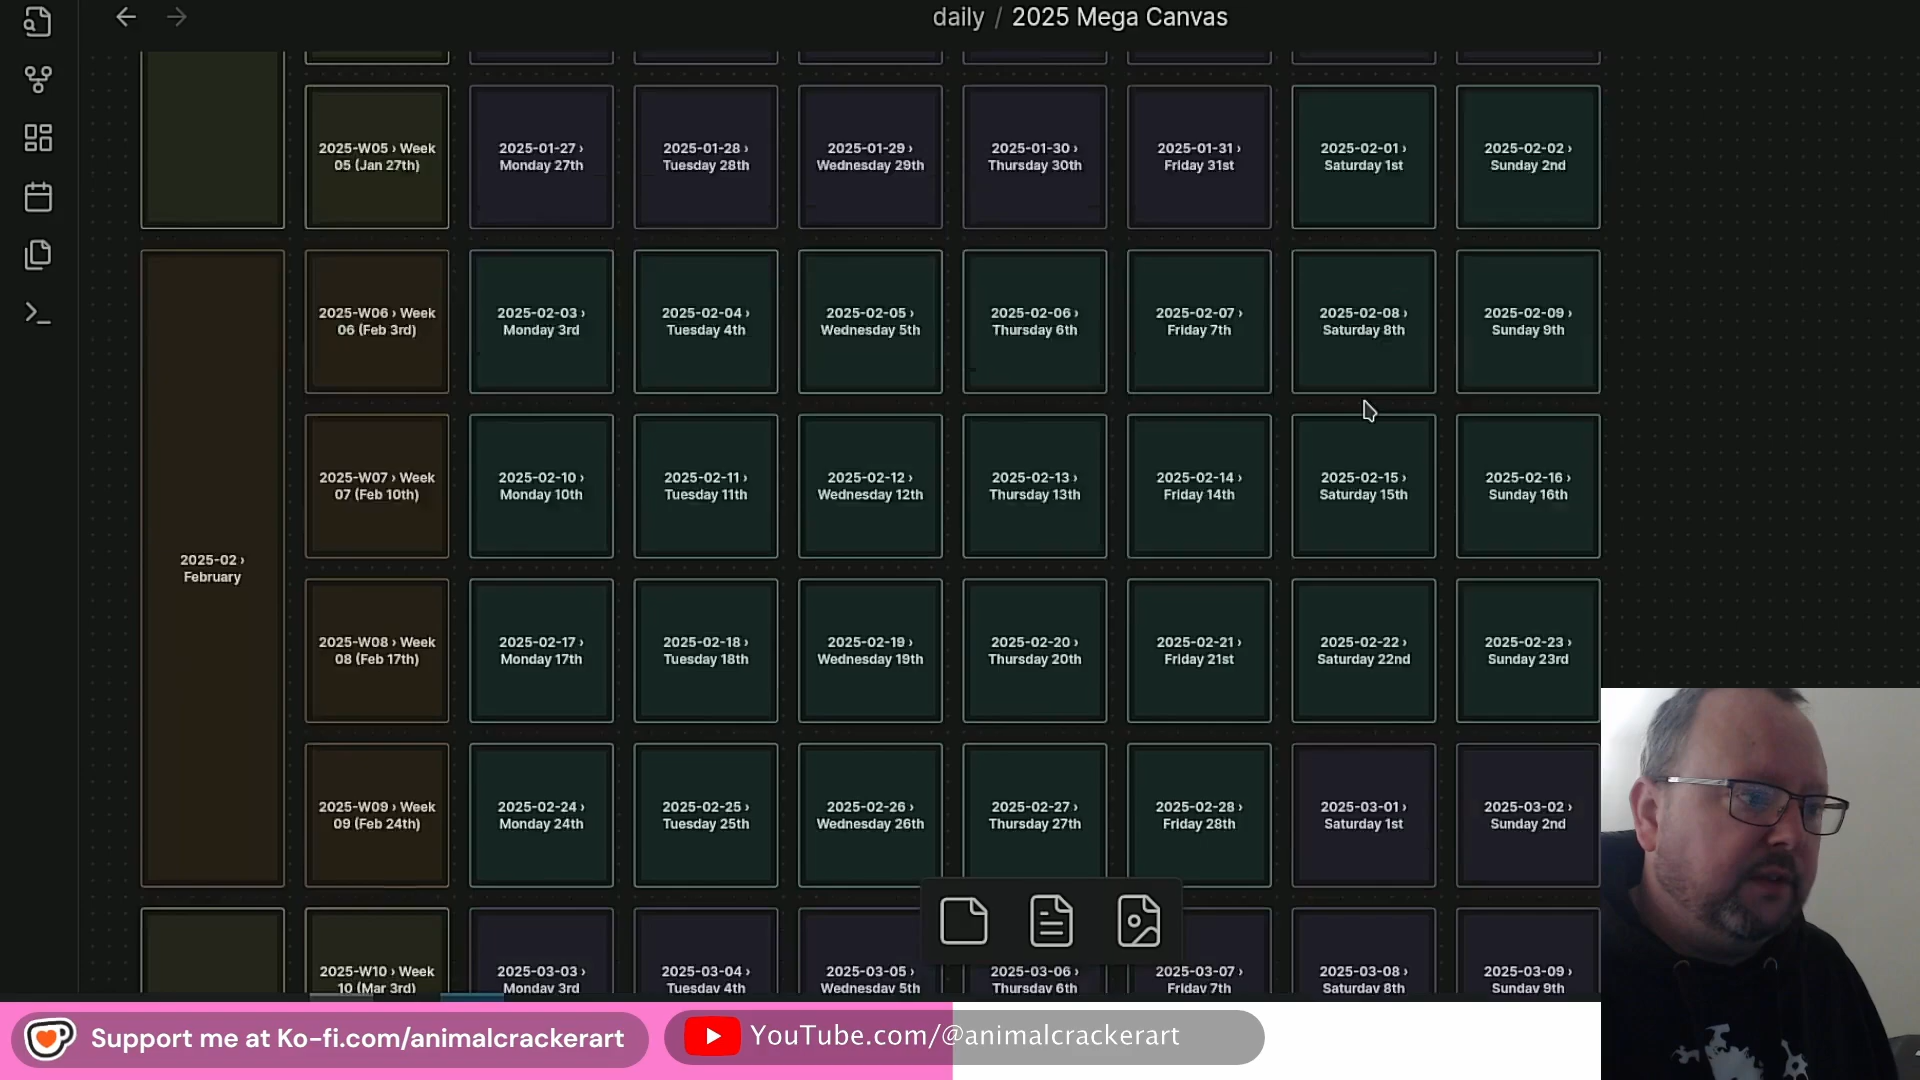 daily / 2025 Mega Canvas
2025-W05 › Week
05 (Jan 27th)
2025-01-27 ›
Monday 27th
2025-01-28 ›
Tuesday 28th
2025-01-29 ›
Wednesday 29th
2025-01-30 ›
Thursday 30th
2025-01-31 ›
Friday 31st
2025-02-01 ›
Saturday 1st
2025-02-02 ›
Sunday 2nd
2025-02 ›
February
2025-W06 › Week
06 (Feb 3rd)
2025-02-03 ›
Monday 3rd
2025-02-04 ›
Tuesday 4th
2025-02-05 ›
Wednesday 5th
2025-02-06 ›
Thursday 6th
2025-02-07 ›
Friday 7th
2025-02-08 ›
Saturday 8th
2025-02-09 ›
Sunday 9th
2025-W07 › Week
07 (Feb 10th)
2025-02-10 ›
Monday 10th
2025-02-11 ›
Tuesday 11th
2025-02-12 ›
Wednesday 12th
2025-02-13 ›
Thursday 13th
2025-02-14 ›
Friday 14th
2025-02-15 ›
Saturday 15th
2025-02-16 ›
Sunday 16th
2025-W08 › Week
08 (Feb 17th)
2025-02-17 ›
Monday 17th
2025-02-18 ›
Tuesday 18th
2025-02-19 ›
Wednesday 19th
2025-02-20 ›
Thursday 20th
2025-02-21 ›
Friday 21st
2025-02-22 ›
Saturday 22nd
2025-02-23 ›
Sunday 23rd
2025-W09 › Week
09 (Feb 24th)
2025-02-24 ›
Monday 24th
2025-02-25 ›
Tuesday 25th
2025-02-26 ›
Wednesday 26th
2025-02-27 ›
Thursday 27th
2025-02-28 ›
Friday 28th
2025-03-01 ›
Saturday 1st
2025-03-02 ›
Sunday 2nd
2025-W10 › Week
10 (Mar 3rd)
2025-03-03 ›
Monday 3rd
2025-03-04 ›
Tuesday 4th
2025-03-05 ›
Wednesday 5th
2025-03-06 ›
Thursday 6th
2025-03-07 ›
Friday 7th
2025-03-08 ›
Saturday 8th
2025-03-09 ›
Sunday 9th
Support me at Ko-fi.com/animalcrackerart
YouTube.com/@animalcrackerart